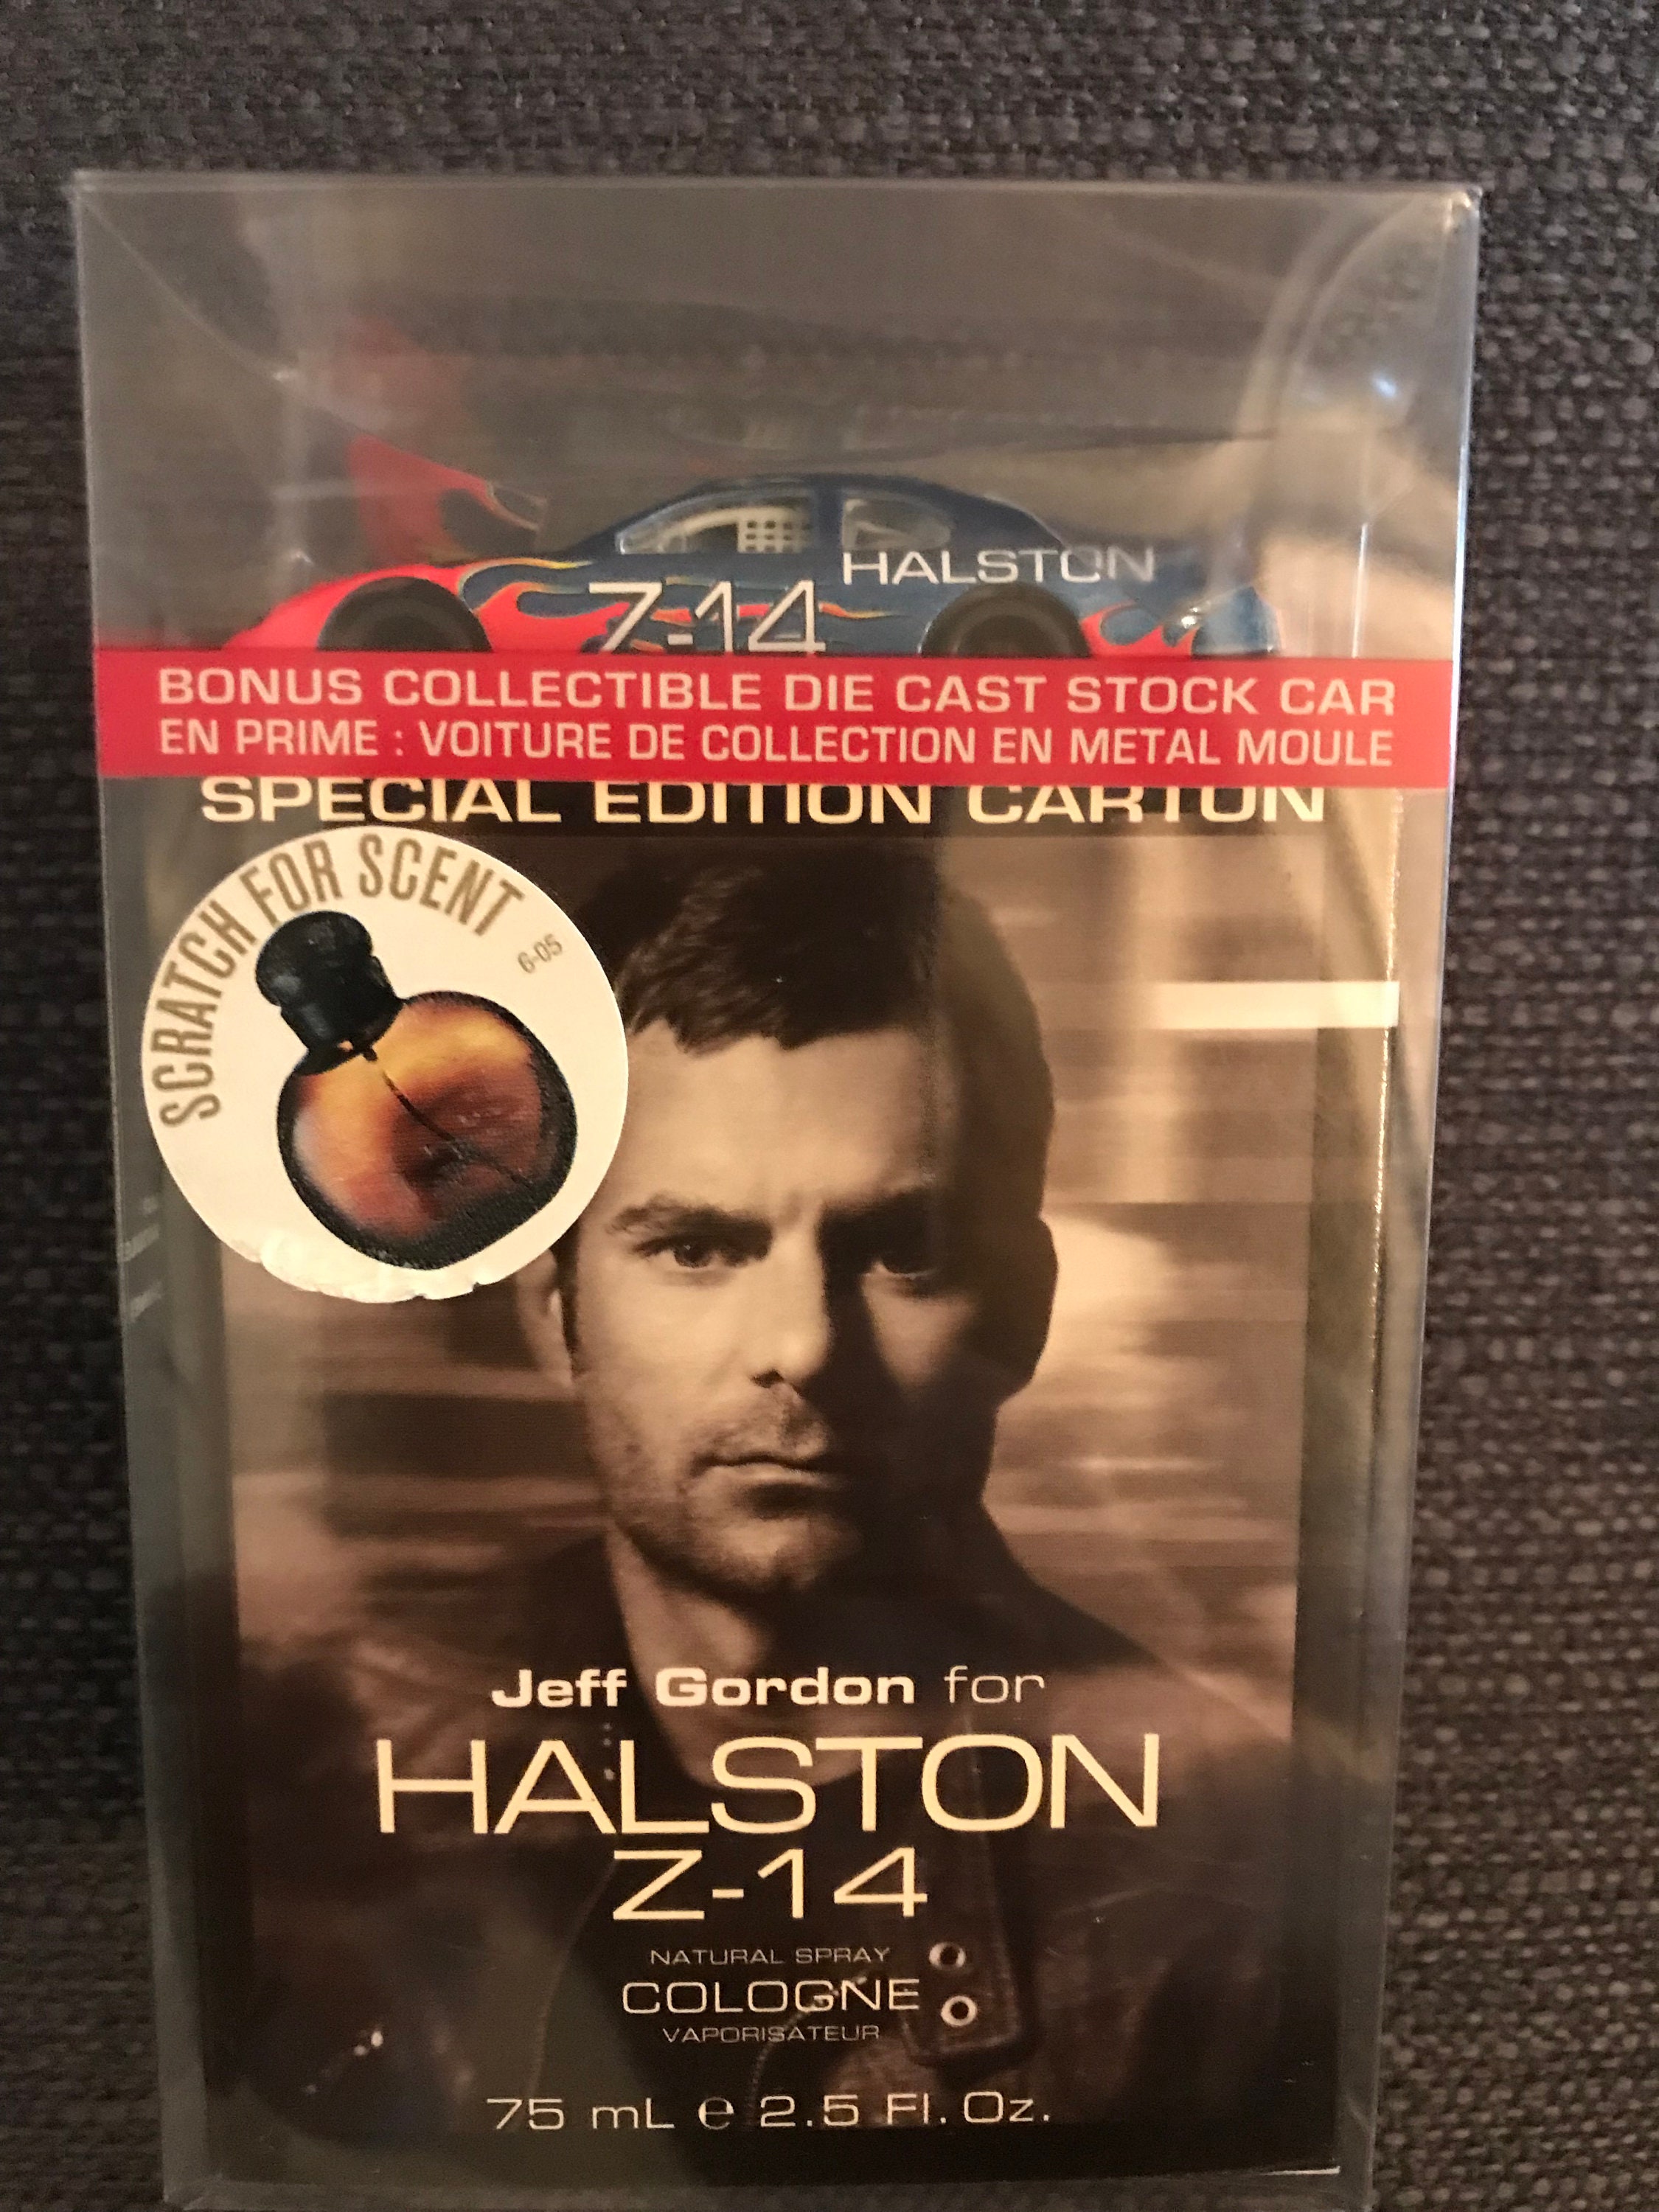 HALSTON
Z-14
BONUS COLLECTIBLE DIE CAST STOCK CAR
EN PRIME : VOITURE DE COLLECTION EN METAL MOULE
SPECIAL EDITION CARTON
SCRATCH FOR SCENT
6-05
Jeff Gordon for
HALSTON
Z-14
NATURAL SPRAY
COLOGNE
VAPORISATEUR
75 mL e 2.5 Fl. Oz.